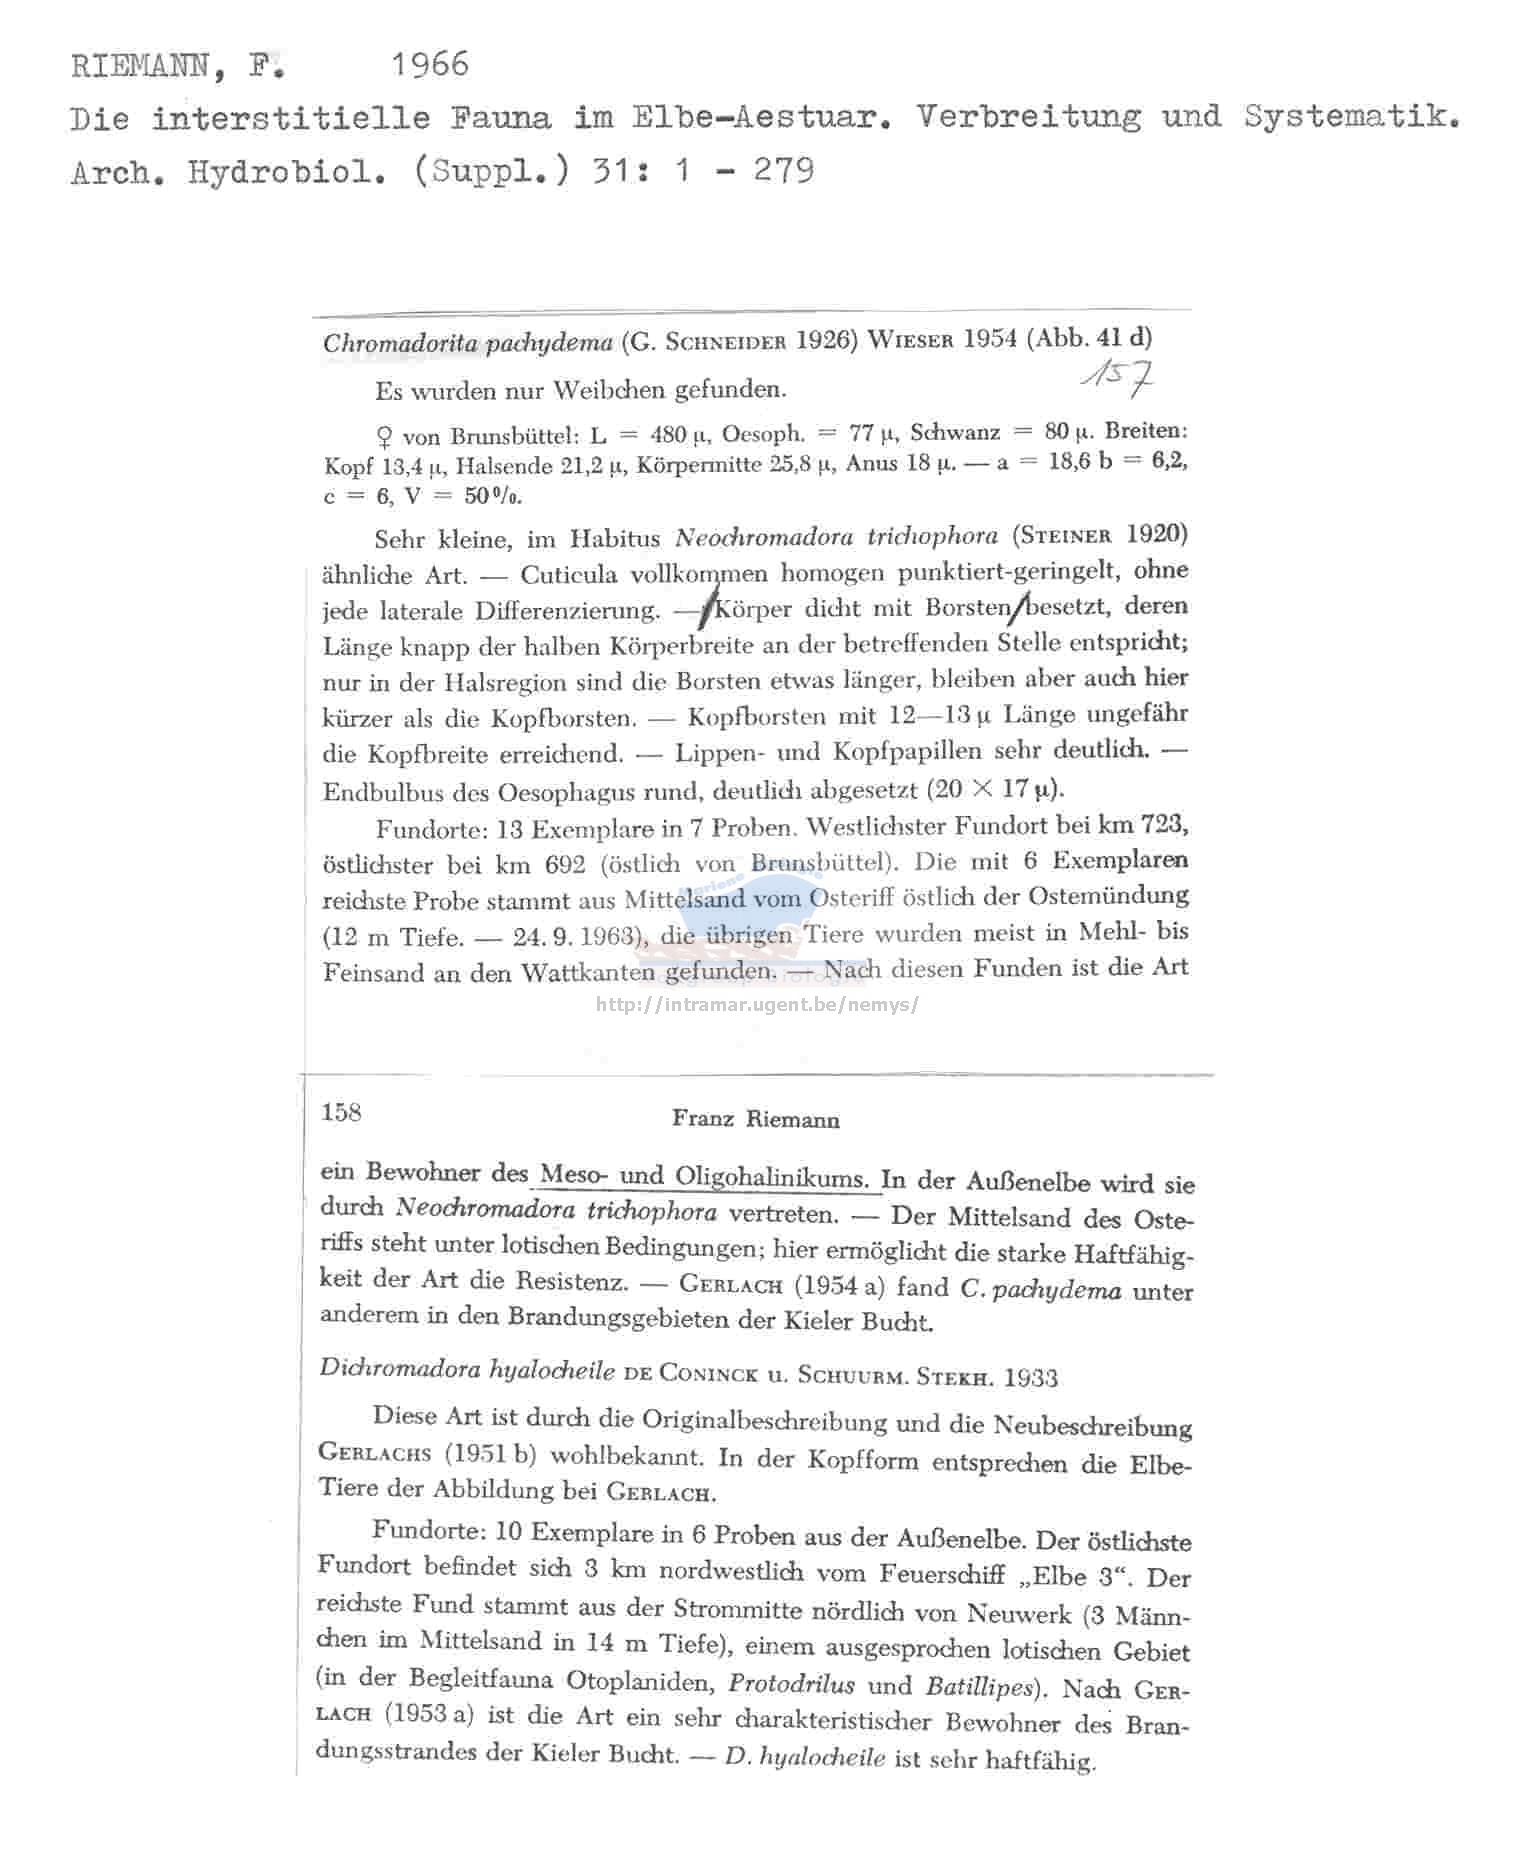 RIEMANN, F. 1966
Die interstitielle Fauna im Elbe-Aestuar. Verbreitung und Systematik.
Arch. Hydrobiol. (Suppl.) 31: 1 - 279
Chromadorita pachydema (G. SCHNEIDER 1926) WIESER 1954 (Abb. 41 d)
157
Es wurden nur Weibchen gefunden.
♀ von Brunsbüttel: L = 480 µ, Oesoph. = 77 µ, Schwanz = 80 µ. Breiten:
Kopf 13,4 µ, Halsende 21,2 µ, Körpermitte 25,8 µ, Anus 18 µ. — a = 18,6 b = 6,2,
c = 6, V = 50%.
Sehr kleine, im Habitus Neochromadora trichophora (STEINER 1920)
ähnliche Art. — Cuticula vollkommen homogen punktiert-geringelt, ohne
jede laterale Differenzierung. — Körper dicht mit Borsten besetzt, deren
Länge knapp der halben Körperbreite an der betreffenden Stelle entspricht;
nur in der Halsregion sind die Borsten etwas länger, bleiben aber auch hier
kürzer als die Kopfborsten. — Kopfborsten mit 12—13 µ Länge ungefähr
die Kopfbreite erreichend. — Lippen- und Kopfpapillen sehr deutlich. —
Endbulbus des Oesophagus rund, deutlich abgesetzt (20 × 17 µ).
Fundorte: 13 Exemplare in 7 Proben. Westlichster Fundort bei km 723,
östlichster bei km 692 (östlich von Brunsbüttel). Die mit 6 Exemplaren
reichste Probe stammt aus Mittelsand vom Osteriff östlich der Ostemündung
(12 m Tiefe. — 24. 9. 1963), die übrigen Tiere wurden meist in Mehl- bis
Feinsand an den Wattkanten gefunden. — Nach diesen Funden ist die Art
http://intramar.ugent.be/nemys/
158 Franz Riemann
ein Bewohner des Meso- und Oligohalinikums. In der Außenelbe wird sie
durch Neochromadora trichophora vertreten. — Der Mittelsand des Oste-
riffs steht unter lotischen Bedingungen; hier ermöglicht die starke Haftfähig-
keit der Art die Resistenz. — GERLACH (1954 a) fand C. pachydema unter
anderem in den Brandungsgebieten der Kieler Bucht.
Dichromadora hyalocheile DE CONINCK u. SCHUURM. STEKH. 1933
Diese Art ist durch die Originalbeschreibung und die Neubeschreibung
GERLACHS (1951 b) wohlbekannt. In der Kopfform entsprechen die Elbe-
Tiere der Abbildung bei GERLACH.
Fundorte: 10 Exemplare in 6 Proben aus der Außenelbe. Der östlichste
Fundort befindet sich 3 km nordwestlich vom Feuerschiff „Elbe 3“. Der
reichste Fund stammt aus der Strommitte nördlich von Neuwerk (3 Männ-
chen im Mittelsand in 14 m Tiefe), einem ausgesprochen lotischen Gebiet
(in der Begleitfauna Otoplaniden, Protodrilus und Batillipes). Nach GER-
LACH (1953 a) ist die Art ein sehr charakteristischer Bewohner des Bran-
dungsstrandes der Kieler Bucht. — D. hyalocheile ist sehr haftfähig.